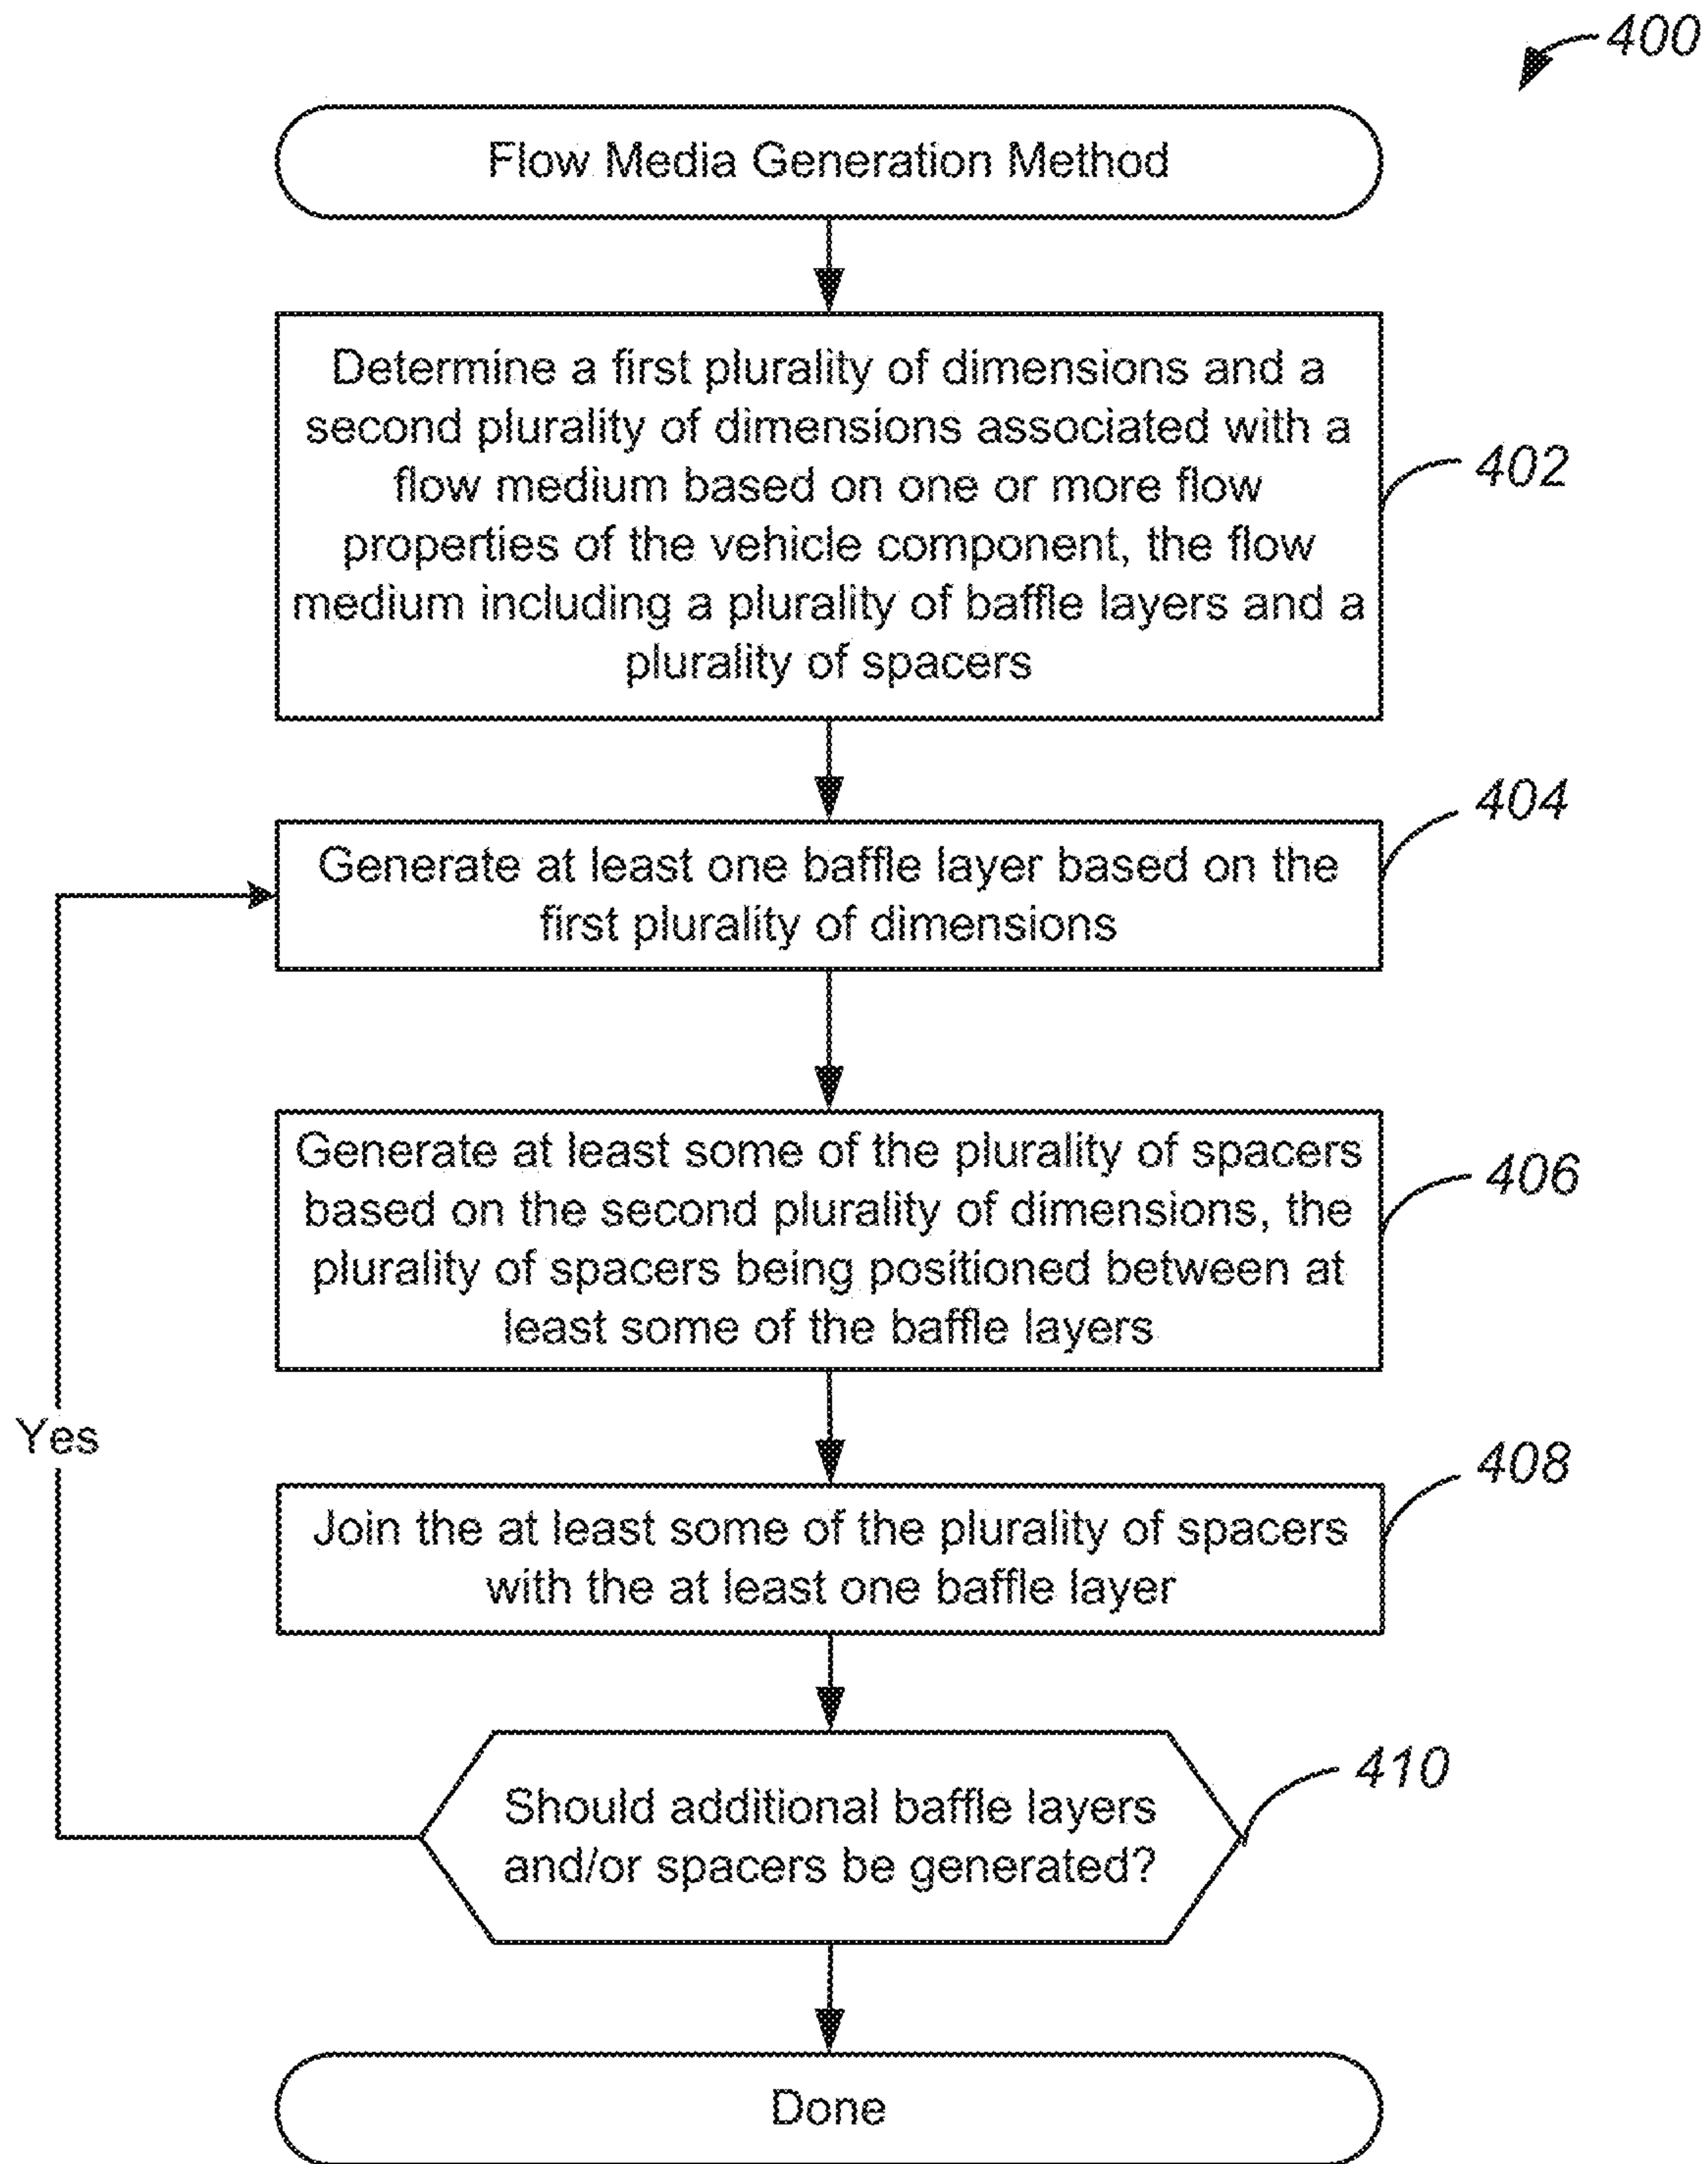 400
Flow Media Generation Method
Determine a first plurality of dimensions and a
second plurality of dimensions associated with a
flow medium based on one or more flow
properties of the vehicle component, the flow
medium including a plurality of baffle layers and a
plurality of spacers
402
404
Generate at least one baffle layer based on the
first plurality of dimensions
Generate at least some of the plurality of spacers
based on the second plurality of dimensions, the
plurality of spacers being positioned between at
least some of the baffle layers
406
Yes
408
Join the at least some of the plurality of spacers
with the at least one baffle layer
410
Should additional baffle layers
and/or spacers be generated?
Done